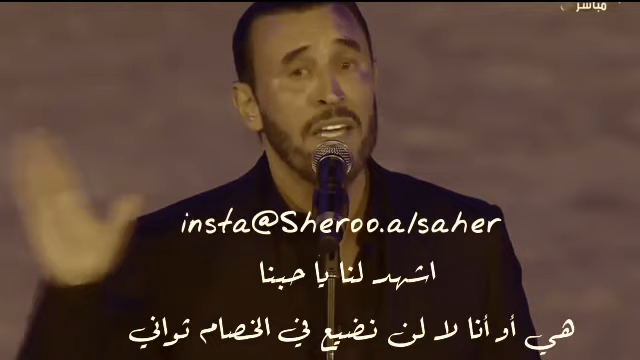 مباشر
insta@Sheroo.alsaher
اشهد لنا يا حبنا
هي أو أنا لا لن نضيع في الخصام ثواني